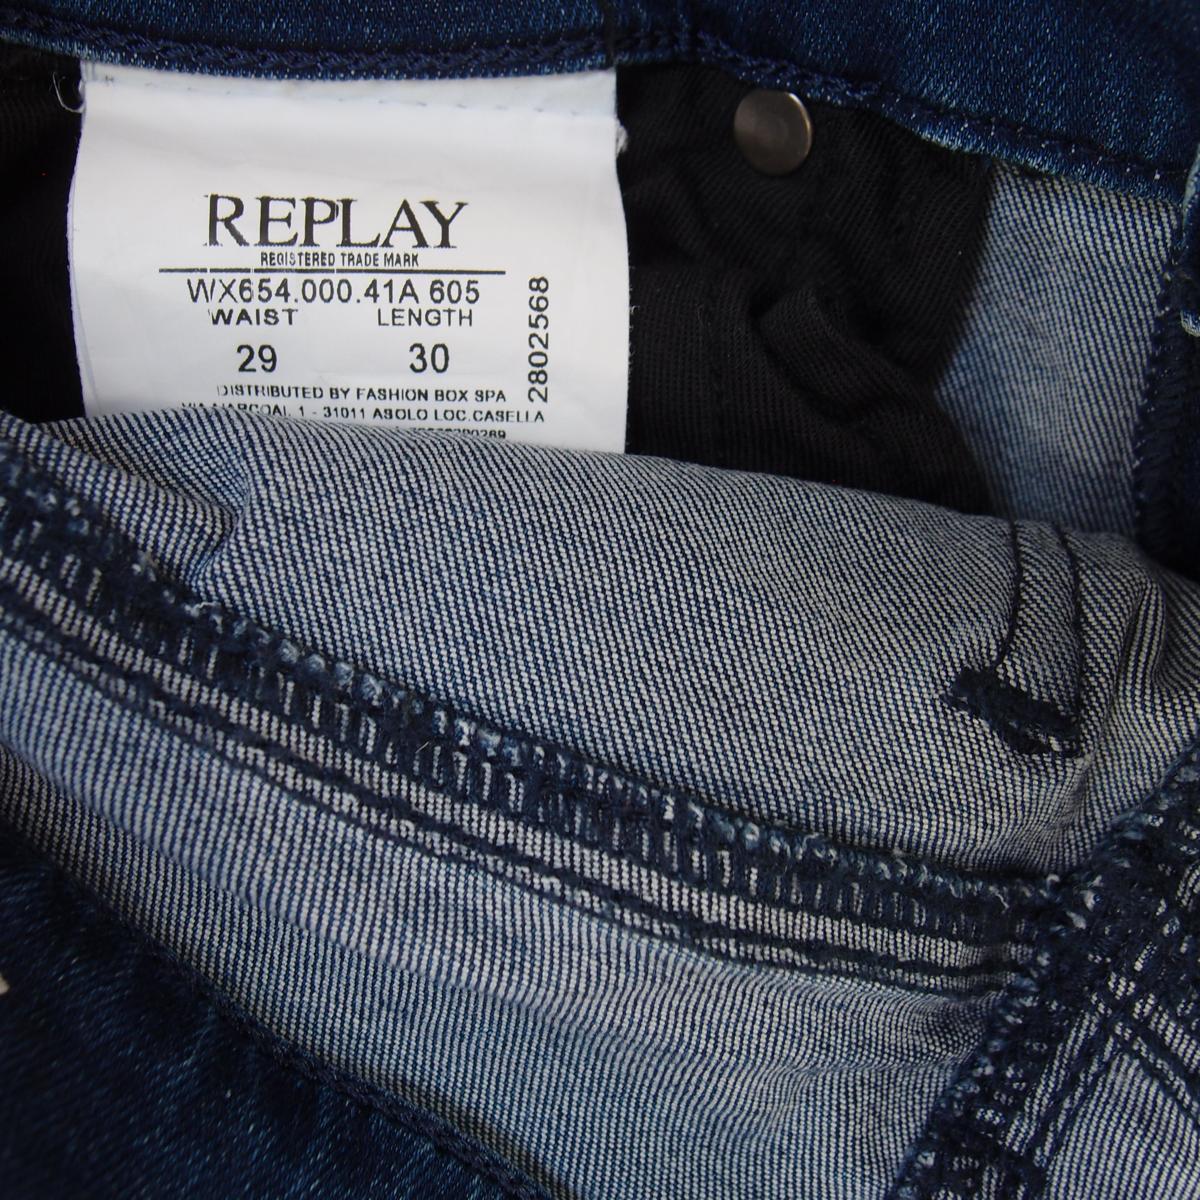 REPLAY
REGISTERED TRADE MARK
WX654.000.41A 605
WAIST LENGTH
29 30
2802568
DISTRIBUTED BY FASHION BOX SPA
1 - 31011 ASOLO LOC.CASELLA